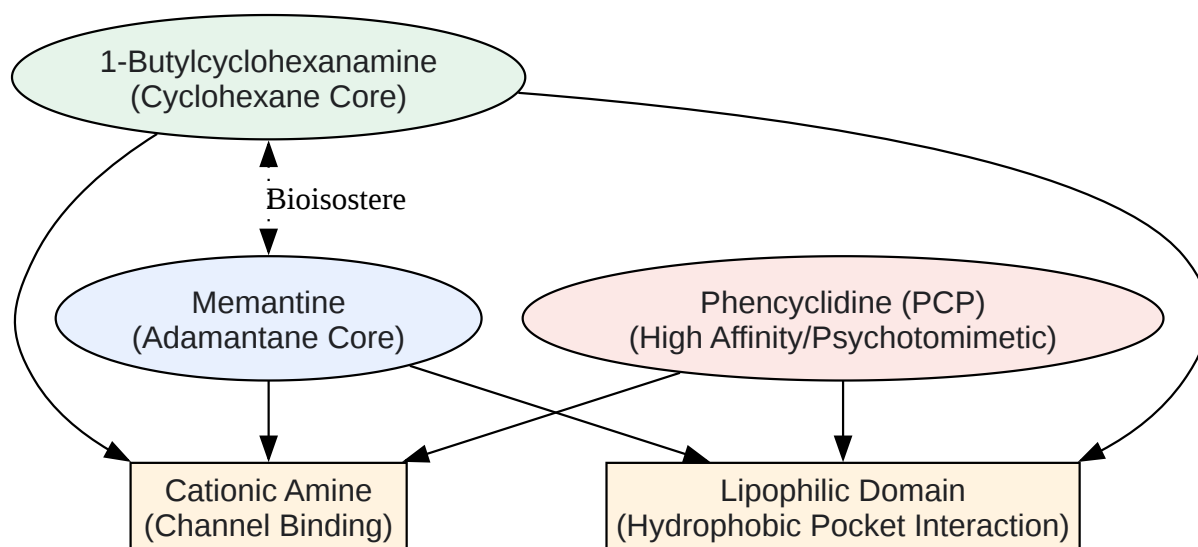 1-Butylcyclohexanamine
(Cyclohexane Core)
Bioisostere
Memantine
(Adamantane Core)
Phencyclidine (PCP)
(High Affinity/Psychotomimetic)
Cationic Amine
(Channel Binding)
Lipophilic Domain
(Hydrophobic Pocket Interaction)